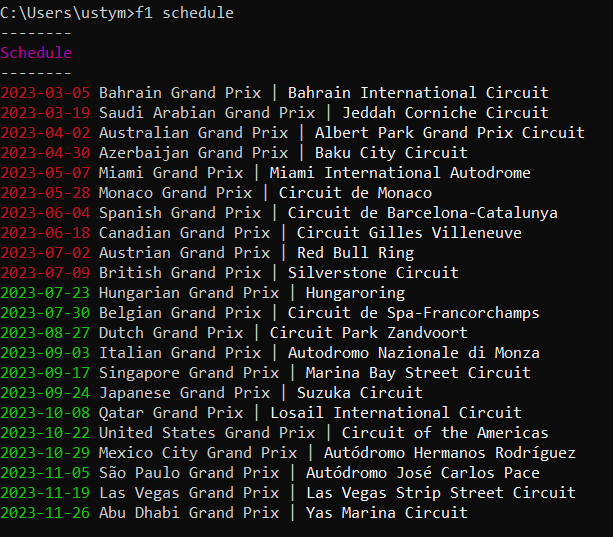 C:\Users\ustym>f1 schedule
--------
Schedule
--------
2023-03-05 Bahrain Grand Prix | Bahrain International Circuit
2023-03-19 Saudi Arabian Grand Prix | Jeddah Corniche Circuit
2023-04-02 Australian Grand Prix | Albert Park Grand Prix Circuit
2023-04-30 Azerbaijan Grand Prix | Baku City Circuit
2023-05-07 Miami Grand Prix | Miami International Autodrome
2023-05-28 Monaco Grand Prix | Circuit de Monaco
2023-06-04 Spanish Grand Prix | Circuit de Barcelona-Catalunya
2023-06-18 Canadian Grand Prix | Circuit Gilles Villeneuve
2023-07-02 Austrian Grand Prix | Red Bull Ring
2023-07-09 British Grand Prix | Silverstone Circuit
2023-07-23 Hungarian Grand Prix | Hungaroring
2023-07-30 Belgian Grand Prix | Circuit de Spa-Francorchamps
2023-08-27 Dutch Grand Prix | Circuit Park Zandvoort
2023-09-03 Italian Grand Prix | Autodromo Nazionale di Monza
2023-09-17 Singapore Grand Prix | Marina Bay Street Circuit
2023-09-24 Japanese Grand Prix | Suzuka Circuit
2023-10-08 Qatar Grand Prix | Losail International Circuit
2023-10-22 United States Grand Prix | Circuit of the Americas
2023-10-29 Mexico City Grand Prix | Autódromo Hermanos Rodríguez
2023-11-05 São Paulo Grand Prix | Autódromo José Carlos Pace
2023-11-19 Las Vegas Grand Prix | Las Vegas Strip Street Circuit
2023-11-26 Abu Dhabi Grand Prix | Yas Marina Circuit